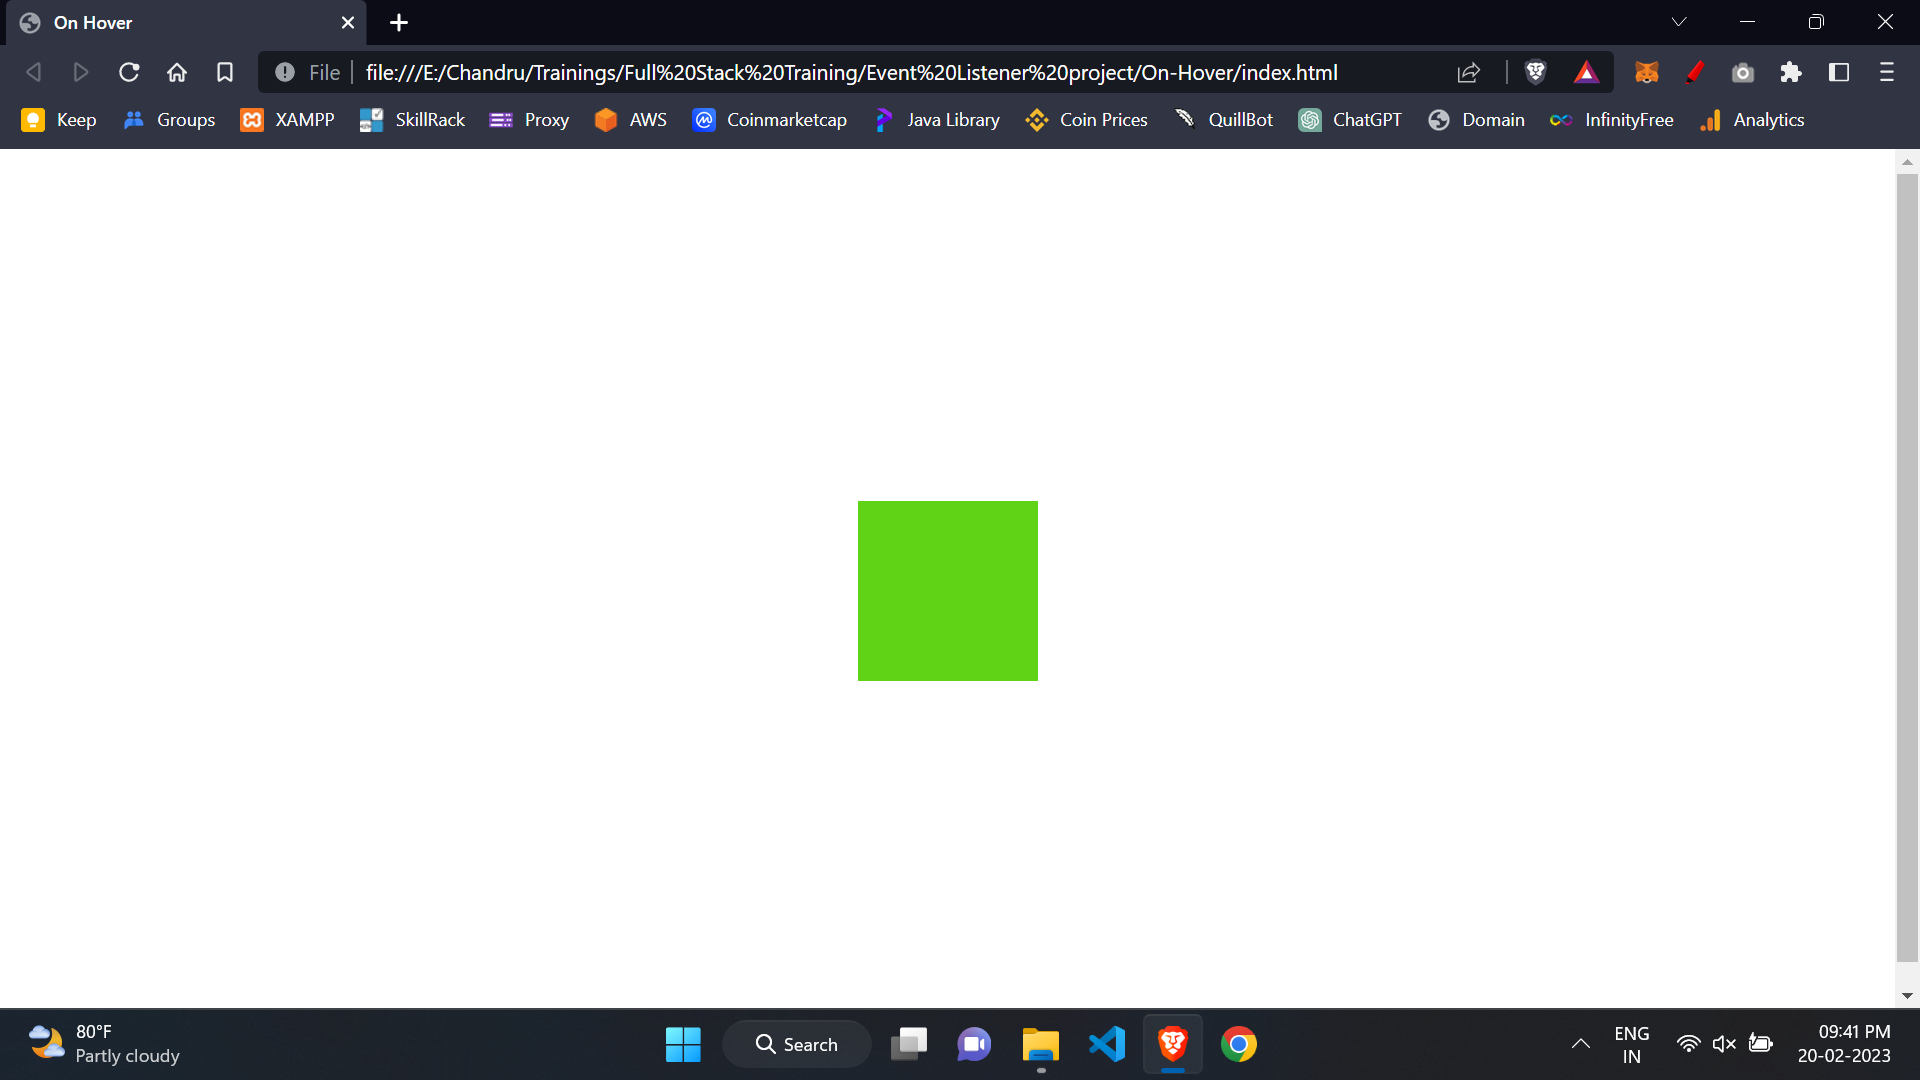 On Hover
File file:///E:/Chandru/Trainings/Full%20Stack%20Training/Event%20Listener%20project/On-Hover/index.html
Keep Groups XAMPP SkillRack Proxy AWS Coinmarketcap Java Library Coin Prices QuillBot ChatGPT Domain InfinityFree Analytics
80°F
Partly cloudy
Search
ENG
IN
09:41 PM
20-02-2023